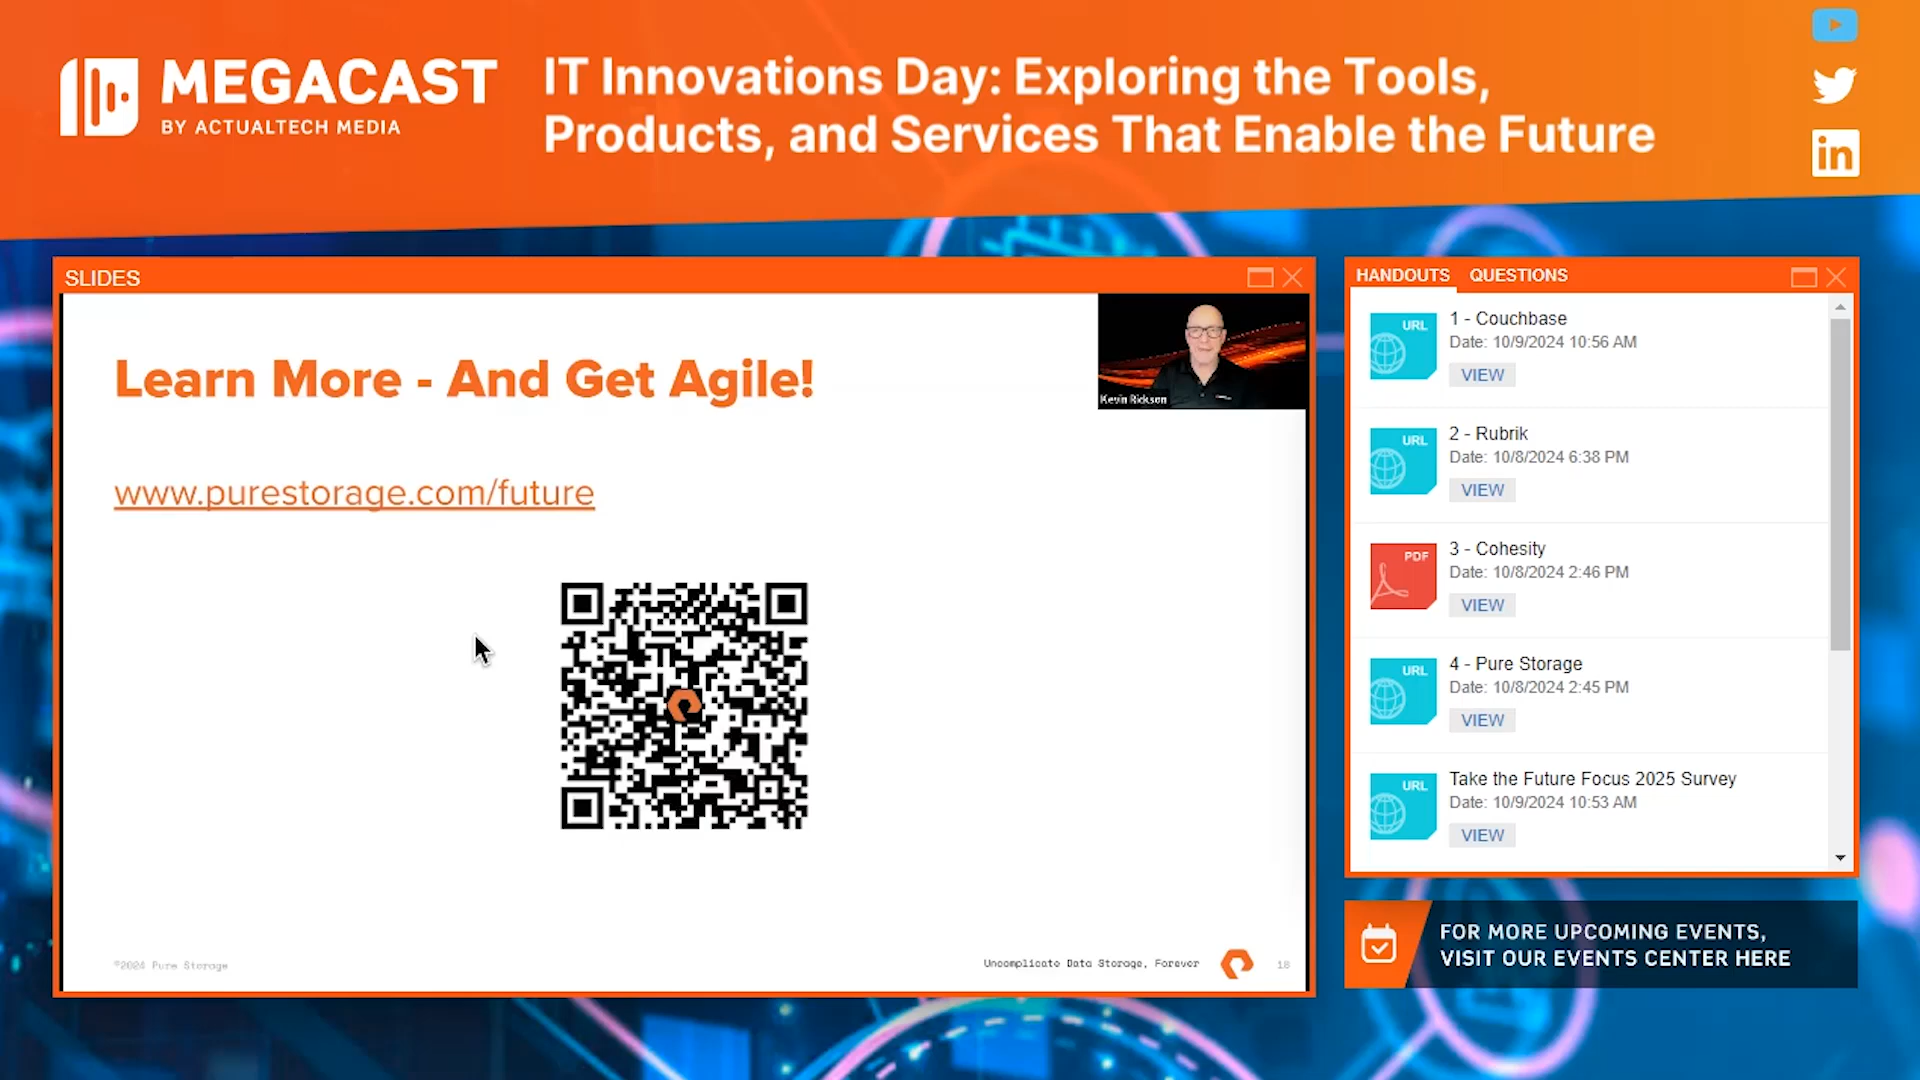 MEGACAST
BY ACTUALTECH MEDIA
IT Innovations Day: Exploring the Tools,
Products, and Services That Enable the Future
in
SLIDES
Learn More - And Get Agile!
www.purestorage.com/future
Kevin Rickson
©2024 Pure Storage
Uncomplicate Data Storage, Forever
18
HANDOUTS QUESTIONS
URL
1 - Couchbase
Date: 10/9/2024 10:56 AM
VIEW
URL
2 - Rubrik
Date: 10/8/2024 6:38 PM
VIEW
PDF
3 - Cohesity
Date: 10/8/2024 2:46 PM
VIEW
URL
4 - Pure Storage
Date: 10/8/2024 2:45 PM
VIEW
URL
Take the Future Focus 2025 Survey
Date: 10/9/2024 10:53 AM
VIEW
FOR MORE UPCOMING EVENTS,
VISIT OUR EVENTS CENTER HERE